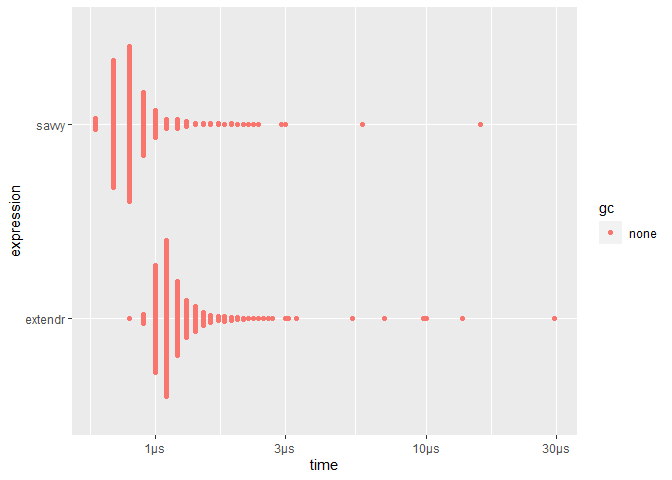 savvy
extendr
expression
1µs
3µs
10µs
30µs
time
gc
none